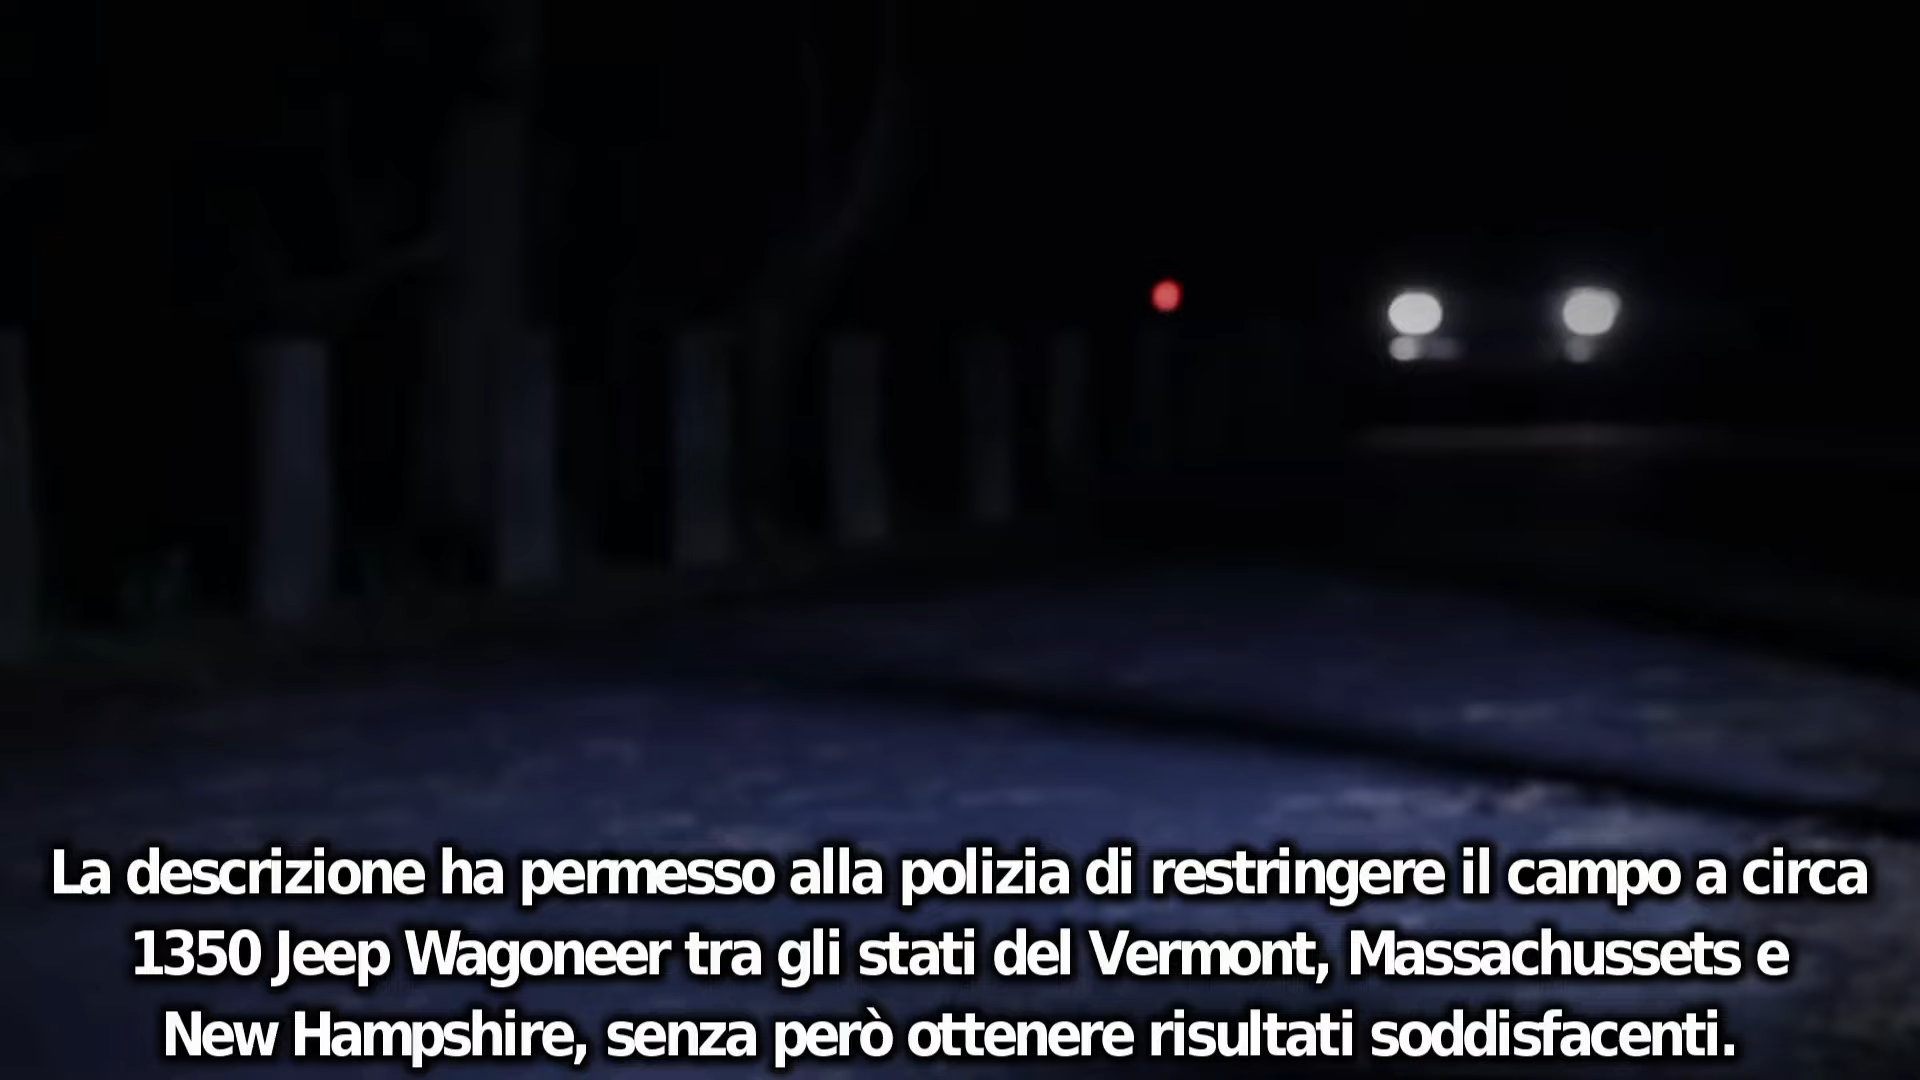 La descrizione ha permesso alla polizia di restringere il campo a circa
1350 Jeep Wagoneer tra gli stati del Vermont, Massachussets e
New Hampshire, senza però ottenere risultati soddisfacenti.